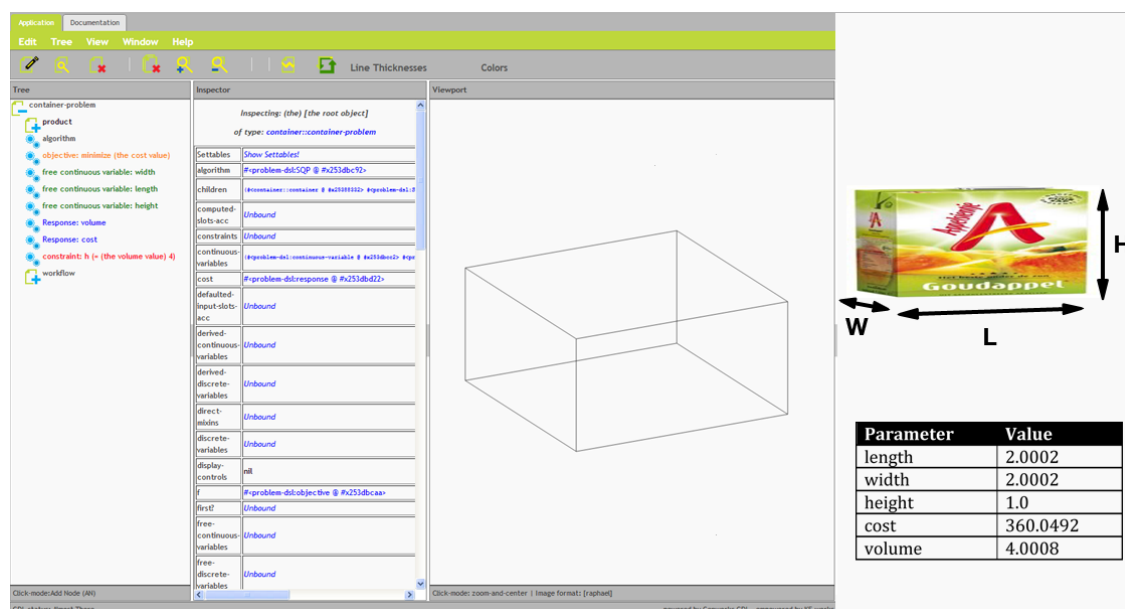 Application Documentation
Edit Tree View Window Help
Line Thicknesses Colors
Tree
container-problem
product
algorithm
objective: minimize (the cost value)
free continuous variable: width
free continuous variable: length
free continuous variable: height
Response: volume
Response: cost
constraint: h (= (the volume value) 4)
workflow
Click-mode:Add Node (AN)
Inspector
Inspecting: (the) [the root object]
of type: container::container-problem
Settables Show Settables!
algorithm #<problem-dsl:SQP @ #x253dbc92>
children
computed-
slots-acc
Unbound
constraints Unbound
continuous-
variables
cost #<problem-dsl:response @ #x253dbd22>
defaulted-
input-slots-
acc
Unbound
derived-
continuous-
variables
Unbound
derived-
discrete-
variables
Unbound
direct-
mixins
Unbound
discrete-
variables
Unbound
display-
controls
nil
f #<problem-dsl:objective @ #x253dbcaa>
first? Unbound
free-
continuous-
variables
Unbound
free-
discrete-
variables
Unbound
Viewport
Click-mode: zoom-and-center | Image format: [raphael]
Appelsientje
Goudappel
H
W
L
Parameter Value
length 2.0002
width 2.0002
height 1.0
cost 360.0492
volume 4.0008